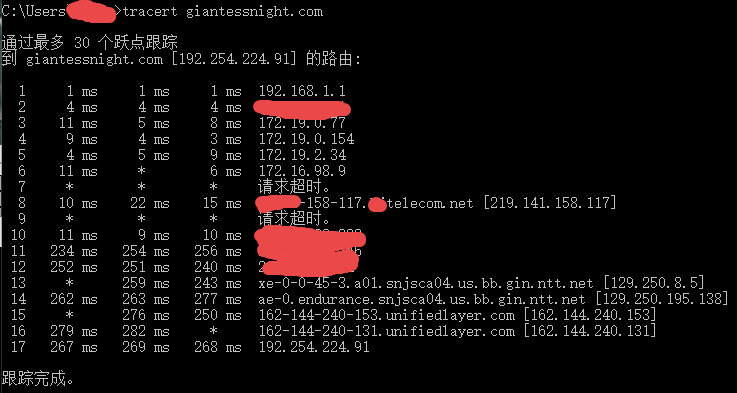 C:\Users\ >tracert giantessnight.com
通过最多 30 个跃点跟踪
到 giantessnight.com [192.254.224.91] 的路由:
1 1 ms 1 ms 1 ms 192.168.1.1
2 4 ms 4 ms 4 ms
3 11 ms 5 ms 8 ms 172.19.0.77
4 9 ms 4 ms 3 ms 172.19.0.154
5 4 ms 5 ms 9 ms 172.19.2.34
6 11 ms * 6 ms 172.16.98.9
7 * * * 请求超时。
8 10 ms 22 ms 15 ms -158-117. telecom.net [219.141.158.117]
9 * * * 请求超时。
10 11 ms 9 ms 10 ms
11 234 ms 254 ms 256 ms
12 252 ms 251 ms 240 ms
13 * 259 ms 243 ms xe-0-0-45-3.a01.snjsca04.us.bb.gin.ntt.net [129.250.8.5]
14 262 ms 263 ms 277 ms ae-0.endurance.snjsca04.us.bb.gin.ntt.net [129.250.195.138]
15 * 276 ms 250 ms 162-144-240-153.unifiedlayer.com [162.144.240.153]
16 279 ms 282 ms * 162-144-240-131.unifiedlayer.com [162.144.240.131]
17 267 ms 269 ms 268 ms 192.254.224.91
跟踪完成。